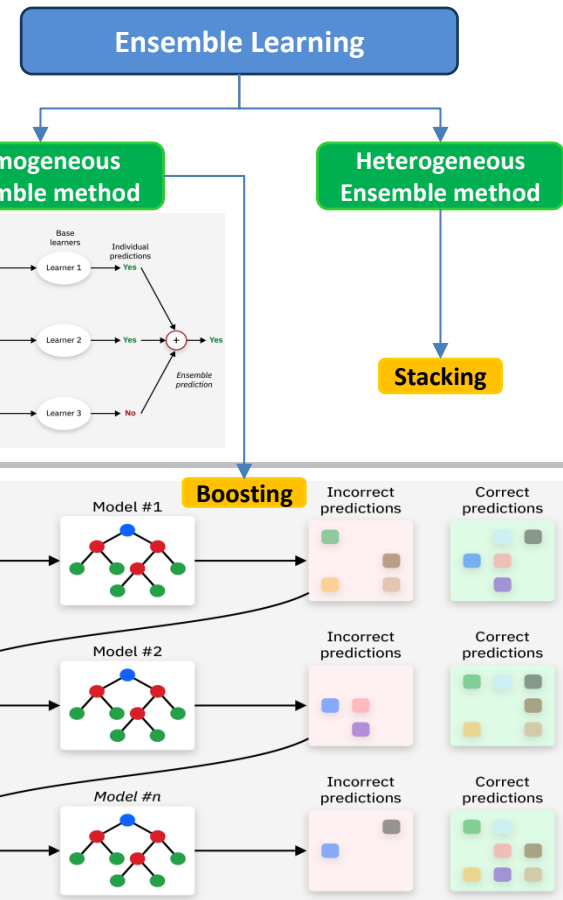 Ensemble Learning
mogeneous
mble method
Heterogeneous
Ensemble method
Base
learners
Individual
predictions
Learner 1
Yes
Learner 2
Yes
+
Yes
Ensemble
prediction
Learner 3
No
Stacking
Boosting
Model #1
Incorrect
predictions
Correct
predictions
Model #2
Incorrect
predictions
Correct
predictions
Model #n
Incorrect
predictions
Correct
predictions